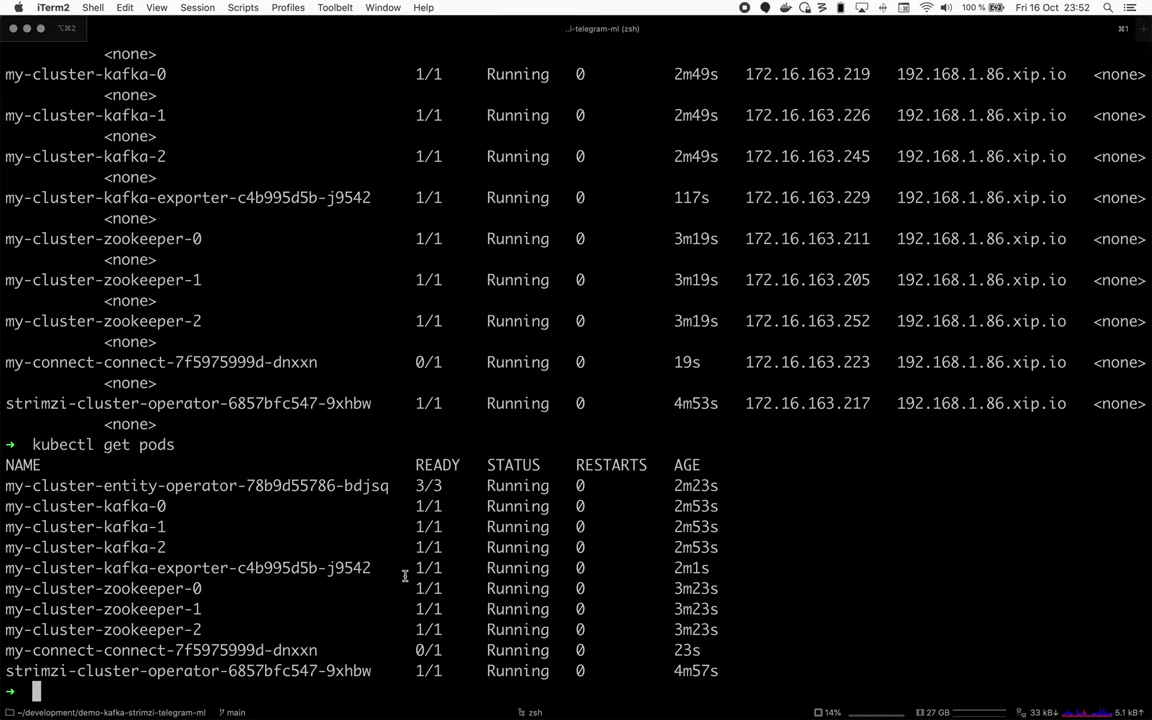 iTerm2 Shell Edit View Session Scripts Profiles Toolbelt Window Help 100 % Fri 16 Oct 23:52
⌥⌘2 ..i-telegram-ml (zsh) ⌘1
<none>
my-cluster-kafka-0 1/1 Running 0 2m49s 172.16.163.219 192.168.1.86.xip.io <none>
<none>
my-cluster-kafka-1 1/1 Running 0 2m49s 172.16.163.226 192.168.1.86.xip.io <none>
<none>
my-cluster-kafka-2 1/1 Running 0 2m49s 172.16.163.245 192.168.1.86.xip.io <none>
<none>
my-cluster-kafka-exporter-c4b995d5b-j9542 1/1 Running 0 117s 172.16.163.229 192.168.1.86.xip.io <none>
<none>
my-cluster-zookeeper-0 1/1 Running 0 3m19s 172.16.163.211 192.168.1.86.xip.io <none>
<none>
my-cluster-zookeeper-1 1/1 Running 0 3m19s 172.16.163.205 192.168.1.86.xip.io <none>
<none>
my-cluster-zookeeper-2 1/1 Running 0 3m19s 172.16.163.252 192.168.1.86.xip.io <none>
<none>
my-connect-connect-7f5975999d-dnxxn 0/1 Running 0 19s 172.16.163.223 192.168.1.86.xip.io <none>
<none>
strimzi-cluster-operator-6857bfc547-9xhbw 1/1 Running 0 4m53s 172.16.163.217 192.168.1.86.xip.io <none>
<none>
→ kubectl get pods
NAME READY STATUS RESTARTS AGE
my-cluster-entity-operator-78b9d55786-bdjsq 3/3 Running 0 2m23s
my-cluster-kafka-0 1/1 Running 0 2m53s
my-cluster-kafka-1 1/1 Running 0 2m53s
my-cluster-kafka-2 1/1 Running 0 2m53s
my-cluster-kafka-exporter-c4b995d5b-j9542 1/1 Running 0 2m1s
my-cluster-zookeeper-0 1/1 Running 0 3m23s
my-cluster-zookeeper-1 1/1 Running 0 3m23s
my-cluster-zookeeper-2 1/1 Running 0 3m23s
my-connect-connect-7f5975999d-dnxxn 0/1 Running 0 23s
strimzi-cluster-operator-6857bfc547-9xhbw 1/1 Running 0 4m57s
→
~/development/demo-kafka-strimzi-telegram-ml main zsh 14% 27 GB 33 kB↓ 5.1 kB↑